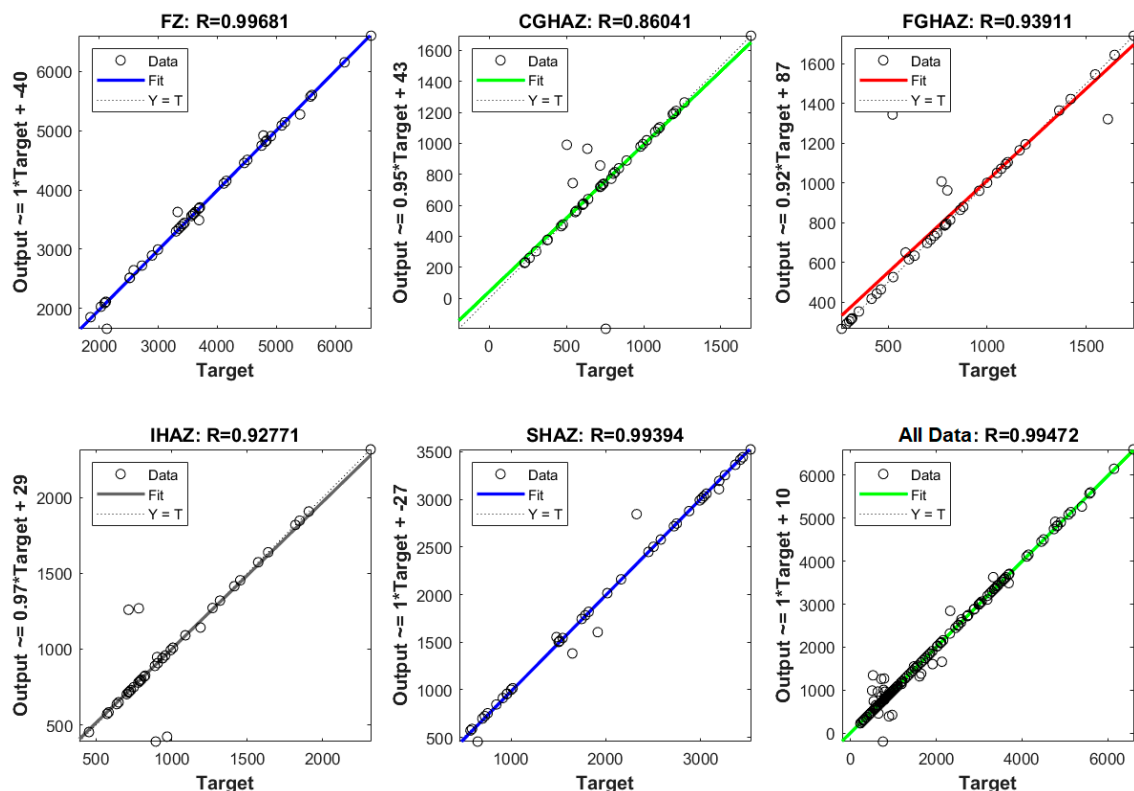 FZ: R=0.99681
Output ~= 1*Target + -40
6000
5000
4000
3000
2000
Data
Fit
Y = T
2000 3000 4000 5000 6000
Target
CGHAZ: R=0.86041
Output ~= 0.95*Target + 43
1600
1400
1200
1000
800
600
400
200
0
Data
Fit
Y = T
0 500 1000 1500
Target
FGHAZ: R=0.93911
Output ~= 0.92*Target + 87
1600
1400
1200
1000
800
600
400
Data
Fit
Y = T
500 1000 1500
Target
IHAZ: R=0.92771
Output ~= 0.97*Target + 29
2000
1500
1000
500
Data
Fit
Y = T
500 1000 1500 2000
Target
SHAZ: R=0.99394
Output ~= 1*Target + -27
3500
3000
2500
2000
1500
1000
500
Data
Fit
Y = T
1000 2000 3000
Target
All Data: R=0.99472
Output ~= 1*Target + 10
6000
5000
4000
3000
2000
1000
0
Data
Fit
Y = T
0 2000 4000 6000
Target